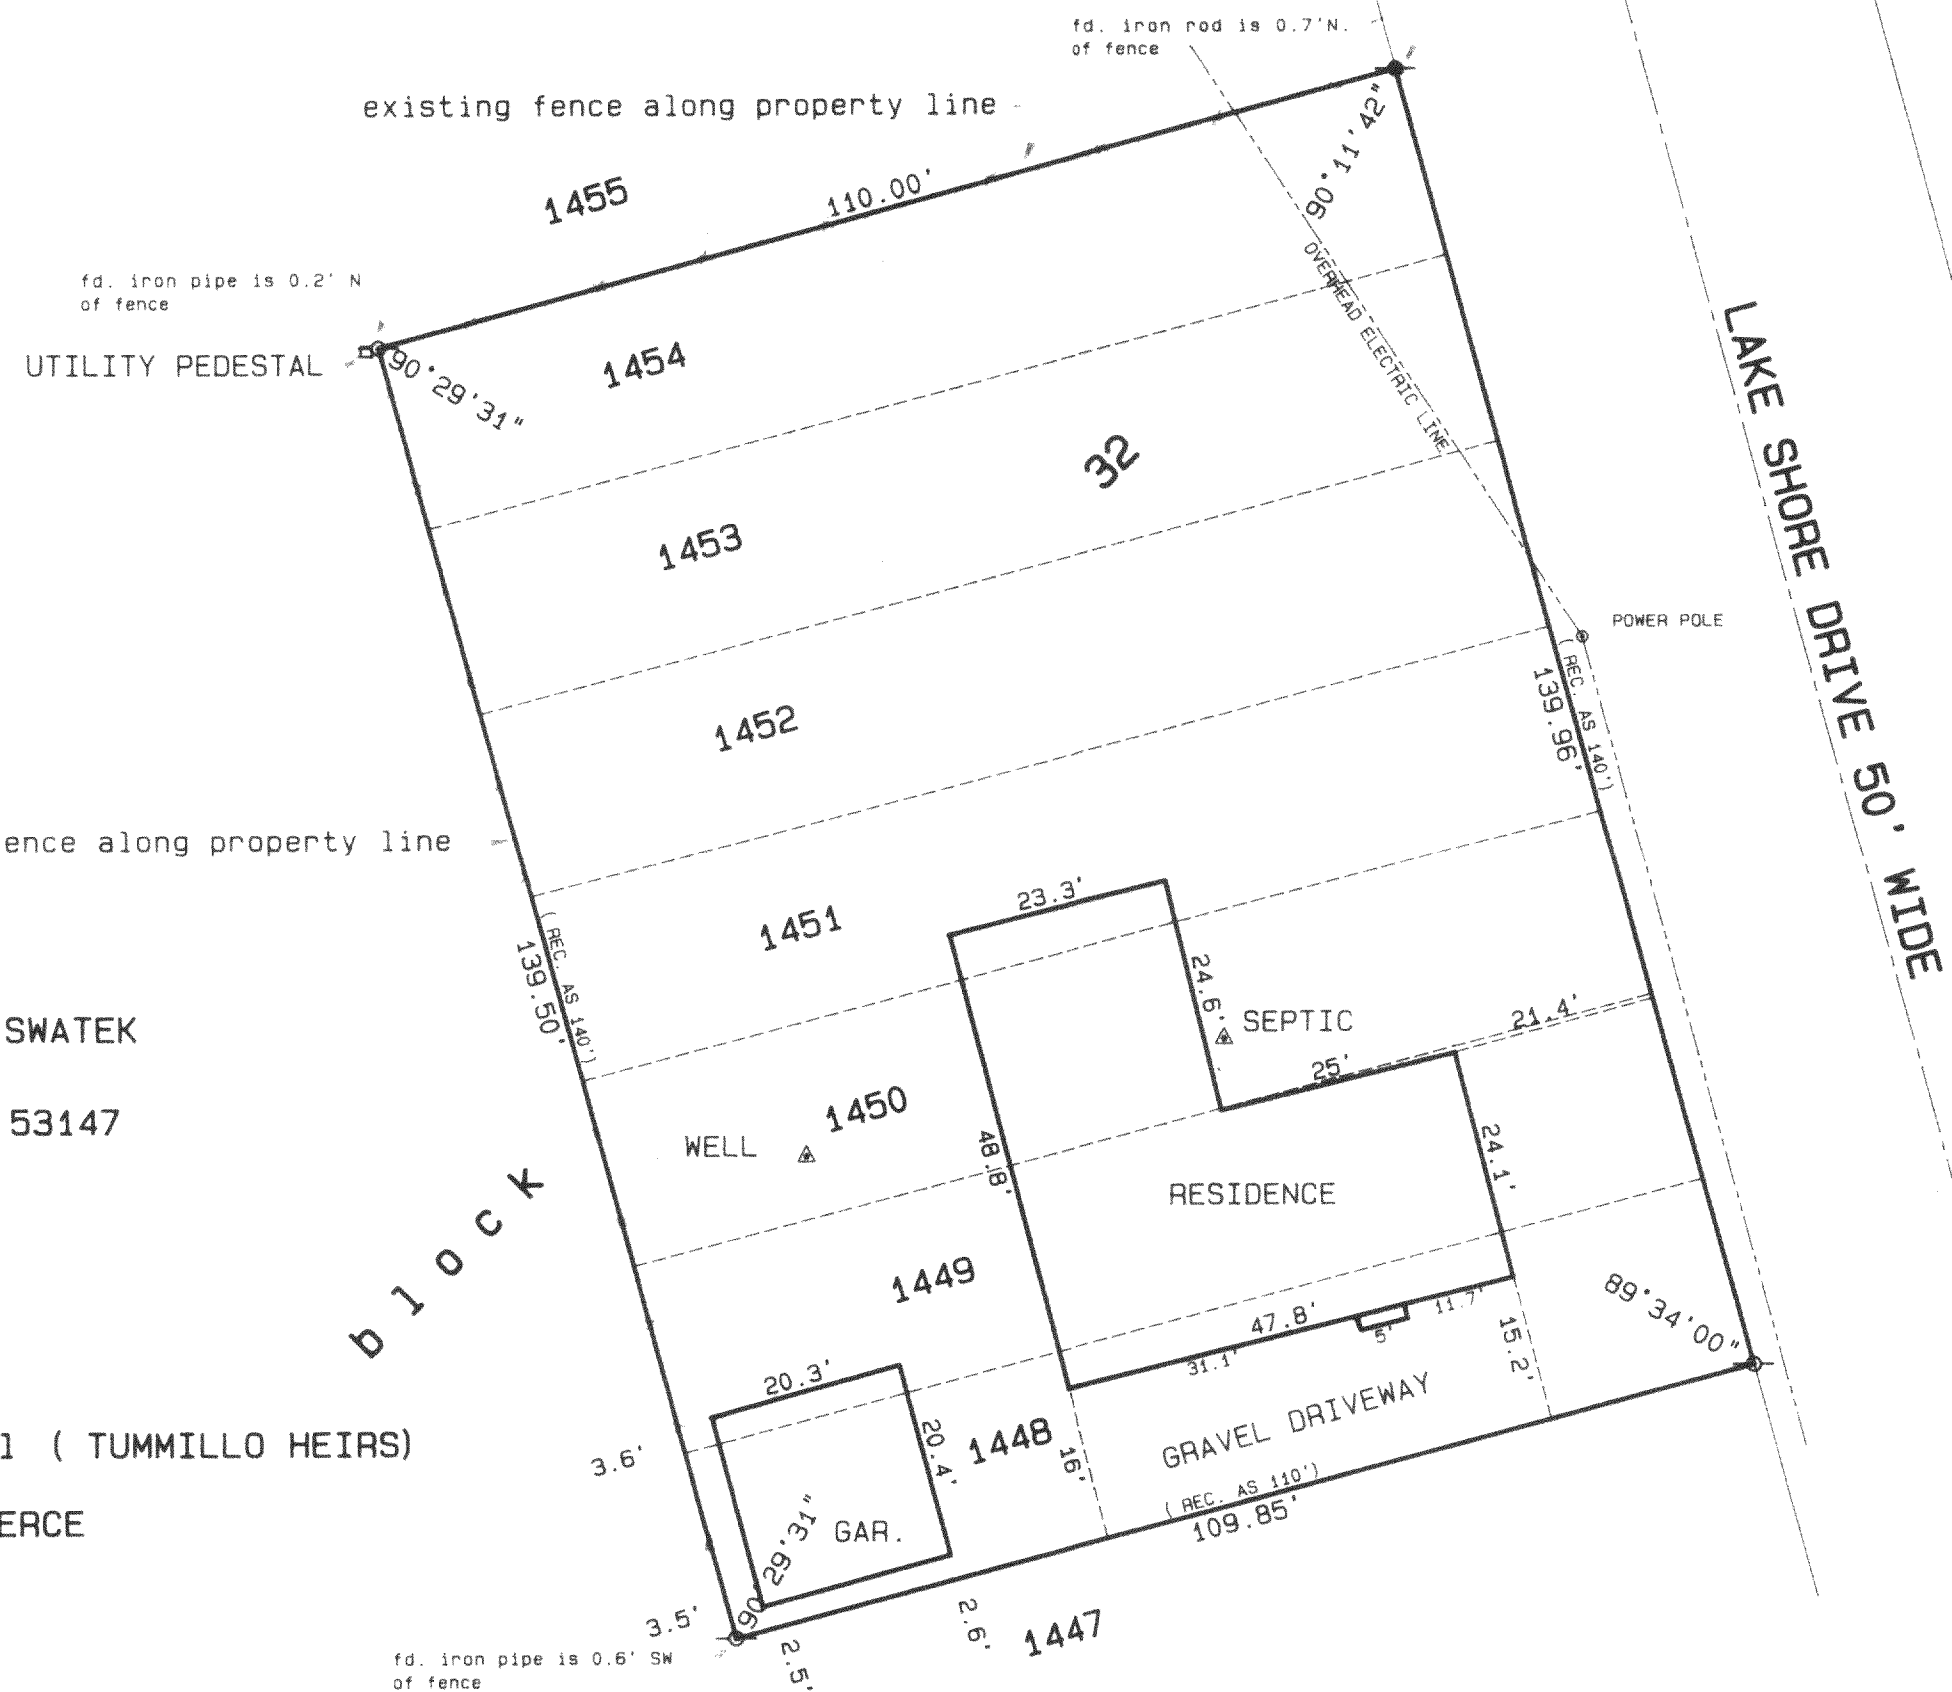 fd. iron rod is 0.7'N.
of fence
existing fence along property line
90°11'42"
1455
110.00'
fd. iron pipe is 0.2' N
of fence
UTILITY PEDESTAL
90°29'31"
1454
OVERHEAD ELECTRIC LINE
32
LAKE SHORE DRIVE 50' WIDE
1453
POWER POLE
1452
( REC. AS 140')
139.96'
ence along property line
23.3'
1451
( REC. AS 140')
139.50'
24.6'
SEPTIC
21.4'
SWATEK
25'
1450
53147
WELL
48.8'
24.1'
RESIDENCE
block
1449
89°34'00"
47.8'
11.7'
5'
31.1'
15.2'
20.3'
GRAVEL DRIVEWAY
1 ( TUMMILLO HEIRS)
20.4'
1448
16'
3.6'
( REC. AS 110')
109.85'
ERCE
GAR.
90°29'31"
3.5'
2.6'
1447
2.5'
fd. iron pipe is 0.6' SW
of fence